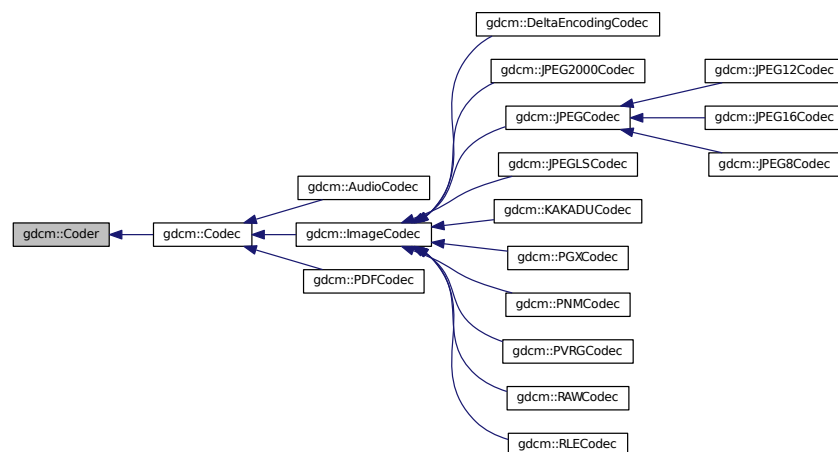 gdcm::DeltaEncodingCodec
gdcm::JPEG2000Codec
gdcm::JPEG12Codec
gdcm::JPEGCodec
gdcm::JPEG16Codec
gdcm::JPEGLSCodec
gdcm::JPEG8Codec
gdcm::AudioCodec
gdcm::KAKADUCodec
gdcm::Coder
gdcm::Codec
gdcm::ImageCodec
gdcm::PGXCodec
gdcm::PDFCodec
gdcm::PNMCodec
gdcm::PVRGCodec
gdcm::RAWCodec
gdcm::RLECodec